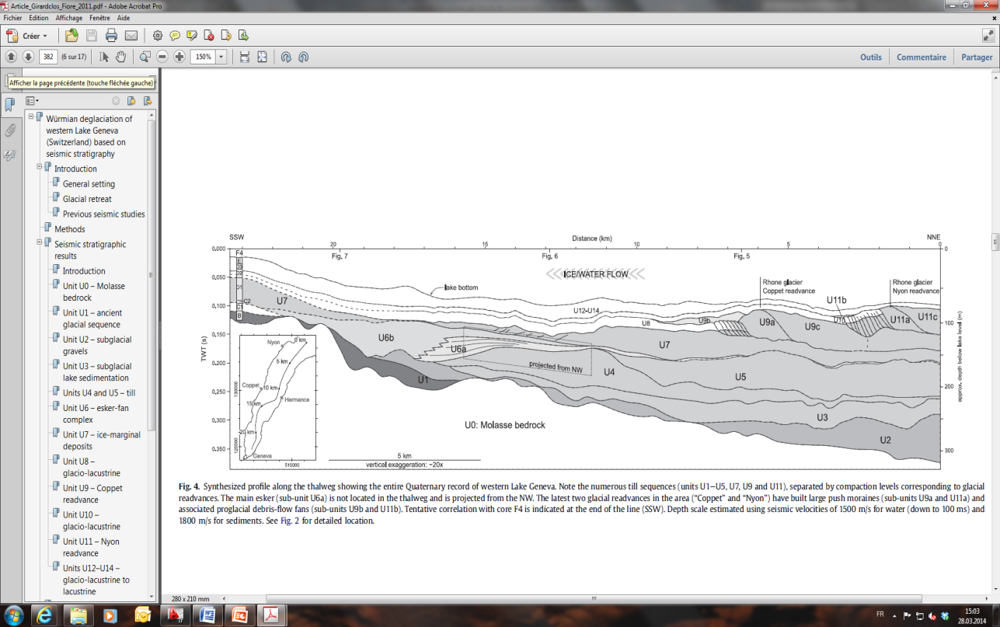 Article_Girardclos_Fiore_2011.pdf - Adobe Acrobat Pro
Fichier Edition Affichage Fenêtre Aide
Créer
382 (6 sur 17) 150%
Outils Commentaire Partager
Afficher la page précédente (touche fléchée gauche)
Würmian deglaciation of
western Lake Geneva
(Switzerland) based on
seismic stratigraphy
Introduction
General setting
Glacial retreat
Previous seismic studies
Methods
Seismic stratigraphic
results
Introduction
Unit U0 – Molasse
bedrock
Unit U1 – ancient
glacial sequence
Unit U2 – subglacial
gravels
Unit U3 – subglacial
lake sedimentation
Units U4 and U5 – till
Unit U6 – esker-fan
complex
Unit U7 – ice-marginal
deposits
Unit U8 –
glacio-lacustrine
Unit U9 – Coppet
readvance
Unit U10 –
glacio-lacustrine
Unit U11 – Nyon
readvance
Units U12–U14 –
glacio-lacustrine to
lacustrine
SSW Distance (km) NNE
20 15 10 5
Fig. 7 Fig. 6 Fig. 5
0.000
0,050
0,100
0,150
0,200
0,250
0,300
0.350
TWT (s)
0
100
200
300
approx. depth below lake level (m)
F4
E
D2
D1
C2
C1
B
ICE/WATER FLOW
lake bottom
Rhone glacier
Coppet readvance
Rhone glacier
Nyon readvance
U7
U12-U14
U11b
U8
U9b
U9a
U9c
U10
U11a
U11c
U6b
U6a
U7
projected from NW
U4
U5
U1
U3
U2
U0: Molasse bedrock
Nyon 0 km
5 km
Coppet 10 km
Hermance
15 km
20 km
Geneva
130000
120000
510000
5 km
vertical exaggeration: ~20x
Fig. 4. Synthesized profile along the thalweg showing the entire Quaternary record of western Lake Geneva. Note the numerous till sequences (units U1–U5, U7, U9 and U11), separated by compaction levels corresponding to glacial
readvances. The main esker (sub-unit U6a) is not located in the thalweg and is projected from the NW. The latest two glacial readvances in the area ("Coppet" and "Nyon") have built large push moraines (sub-units U9a and U11a) and
associated proglacial debris-flow fans (sub-units U9b and U11b). Tentative correlation with core F4 is indicated at the end of the line (SSW). Depth scale estimated using seismic velocities of 1500 m/s for water (down to 100 ms) and
1800 m/s for sediments. See Fig. 2 for detailed location.
280 x 210 mm
FR
15:03
28.03.2014